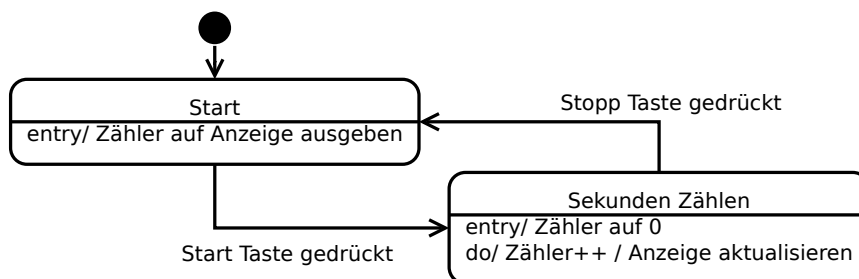 Start
entry/ Zähler auf Anzeige ausgeben
Stopp Taste gedrückt
Start Taste gedrückt
Sekunden Zählen
entry/ Zähler auf 0
do/ Zähler++ / Anzeige aktualisieren